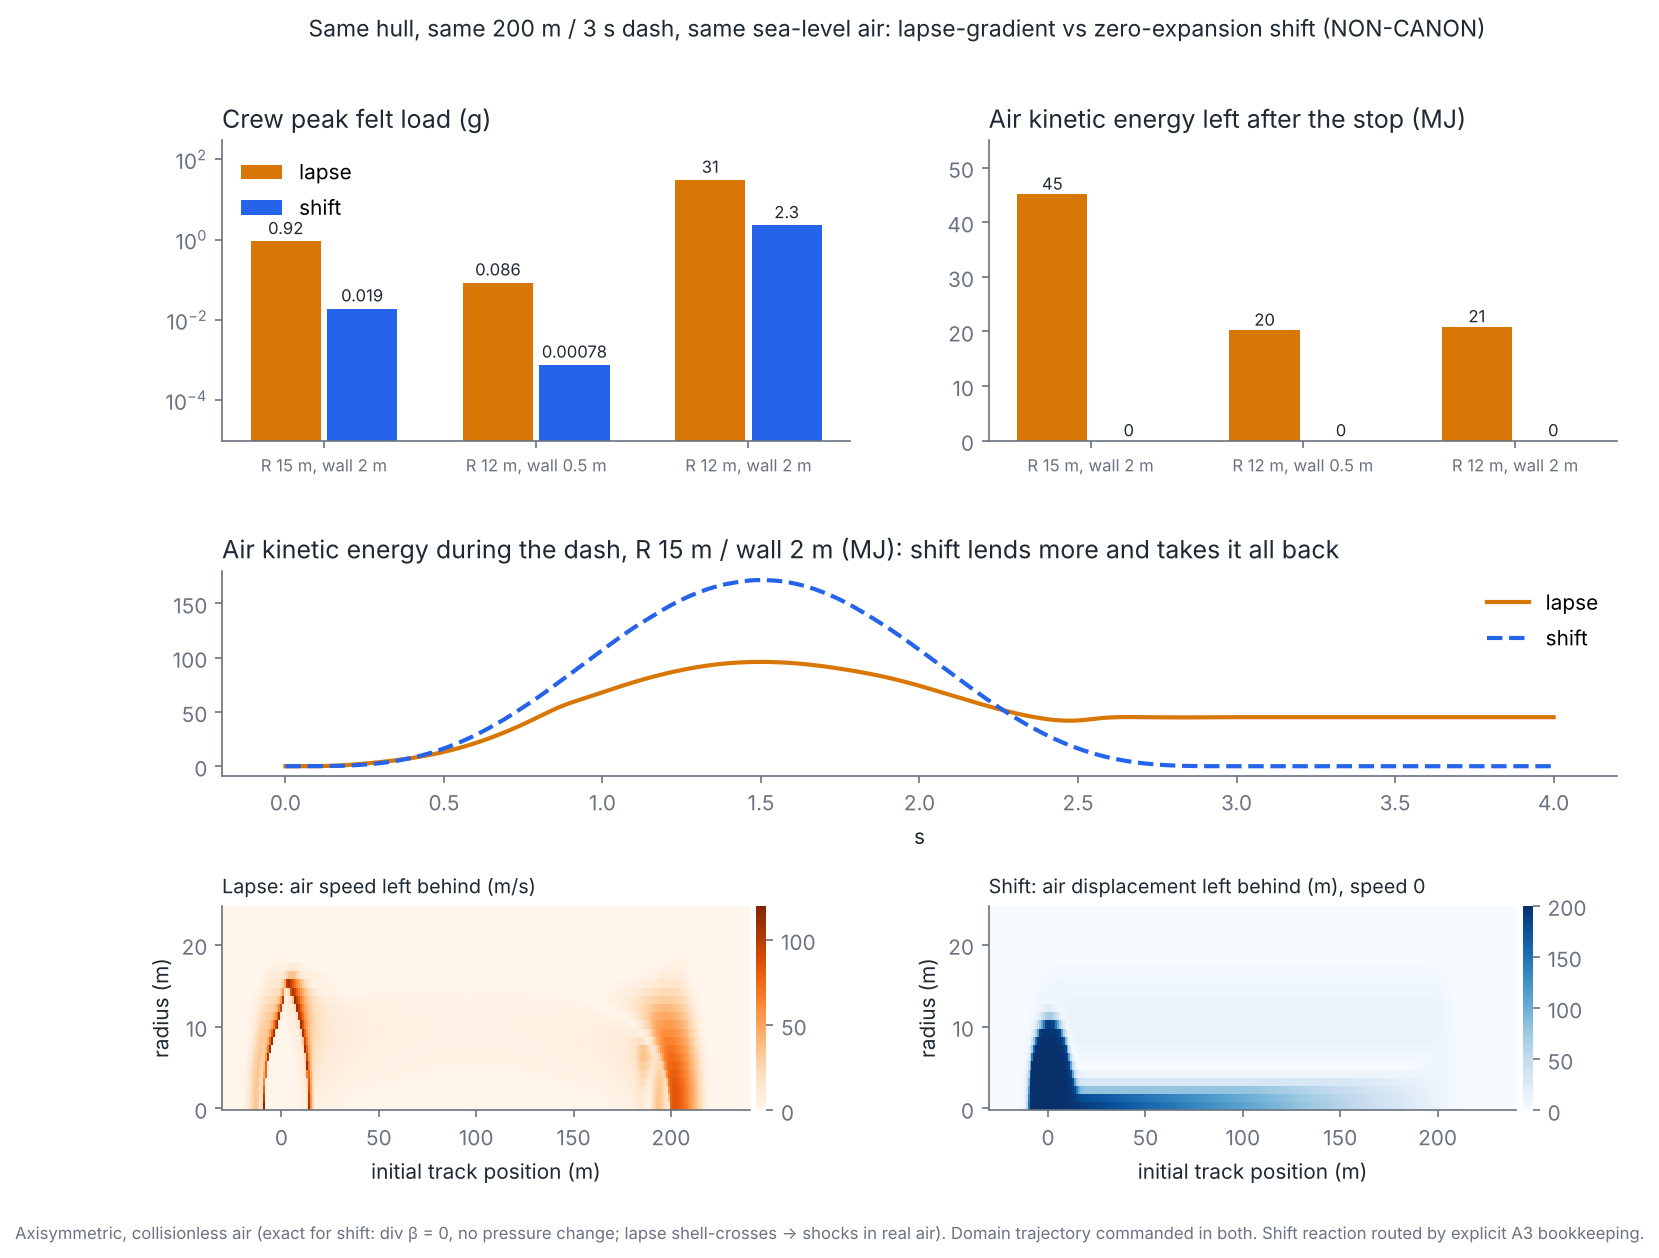 Same hull, same 200 m / 3 s dash, same sea-level air: lapse-gradient vs zero-expansion shift (NON-CANON)
Crew peak felt load (g)
10²
10⁰
10⁻²
10⁻⁴
lapse
shift
0.92
0.019
0.086
0.00078
31
2.3
R 15 m, wall 2 m
R 12 m, wall 0.5 m
R 12 m, wall 2 m
Air kinetic energy left after the stop (MJ)
50
40
30
20
10
0
45
0
20
0
21
0
R 15 m, wall 2 m
R 12 m, wall 0.5 m
R 12 m, wall 2 m
Air kinetic energy during the dash, R 15 m / wall 2 m (MJ): shift lends more and takes it all back
150
100
50
0
lapse
shift
0.0
0.5
1.0
1.5
2.0
2.5
3.0
3.5
4.0
s
Lapse: air speed left behind (m/s)
radius (m)
20
10
0
0
50
100
150
200
initial track position (m)
100
50
0
Shift: air displacement left behind (m), speed 0
radius (m)
20
10
0
0
50
100
150
200
initial track position (m)
200
150
100
50
0
Axisymmetric, collisionless air (exact for shift: div β = 0, no pressure change; lapse shell-crosses → shocks in real air). Domain trajectory commanded in both. Shift reaction routed by explicit A3 bookkeeping.